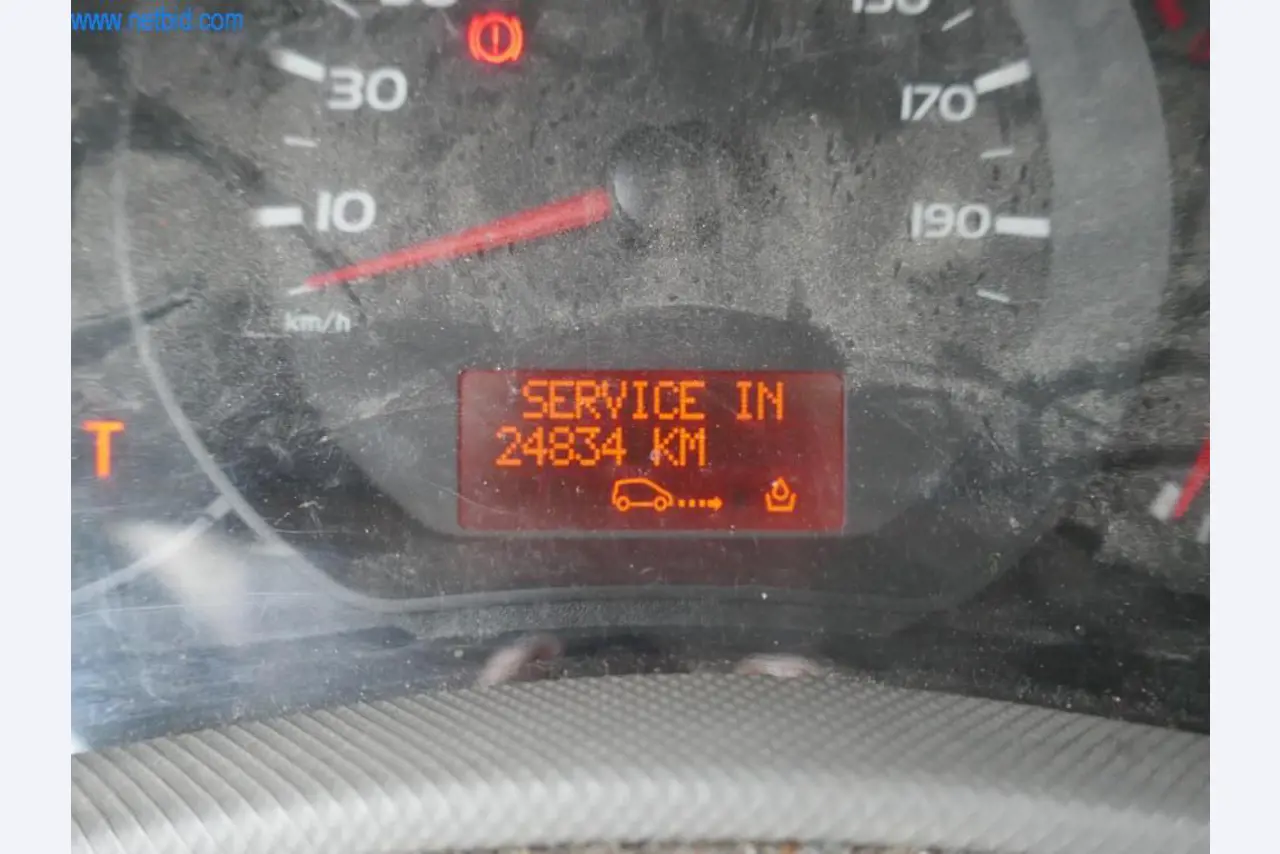 www.netbid.com
30
170
10
190
km/h
SERVICE IN
24834 KM
T